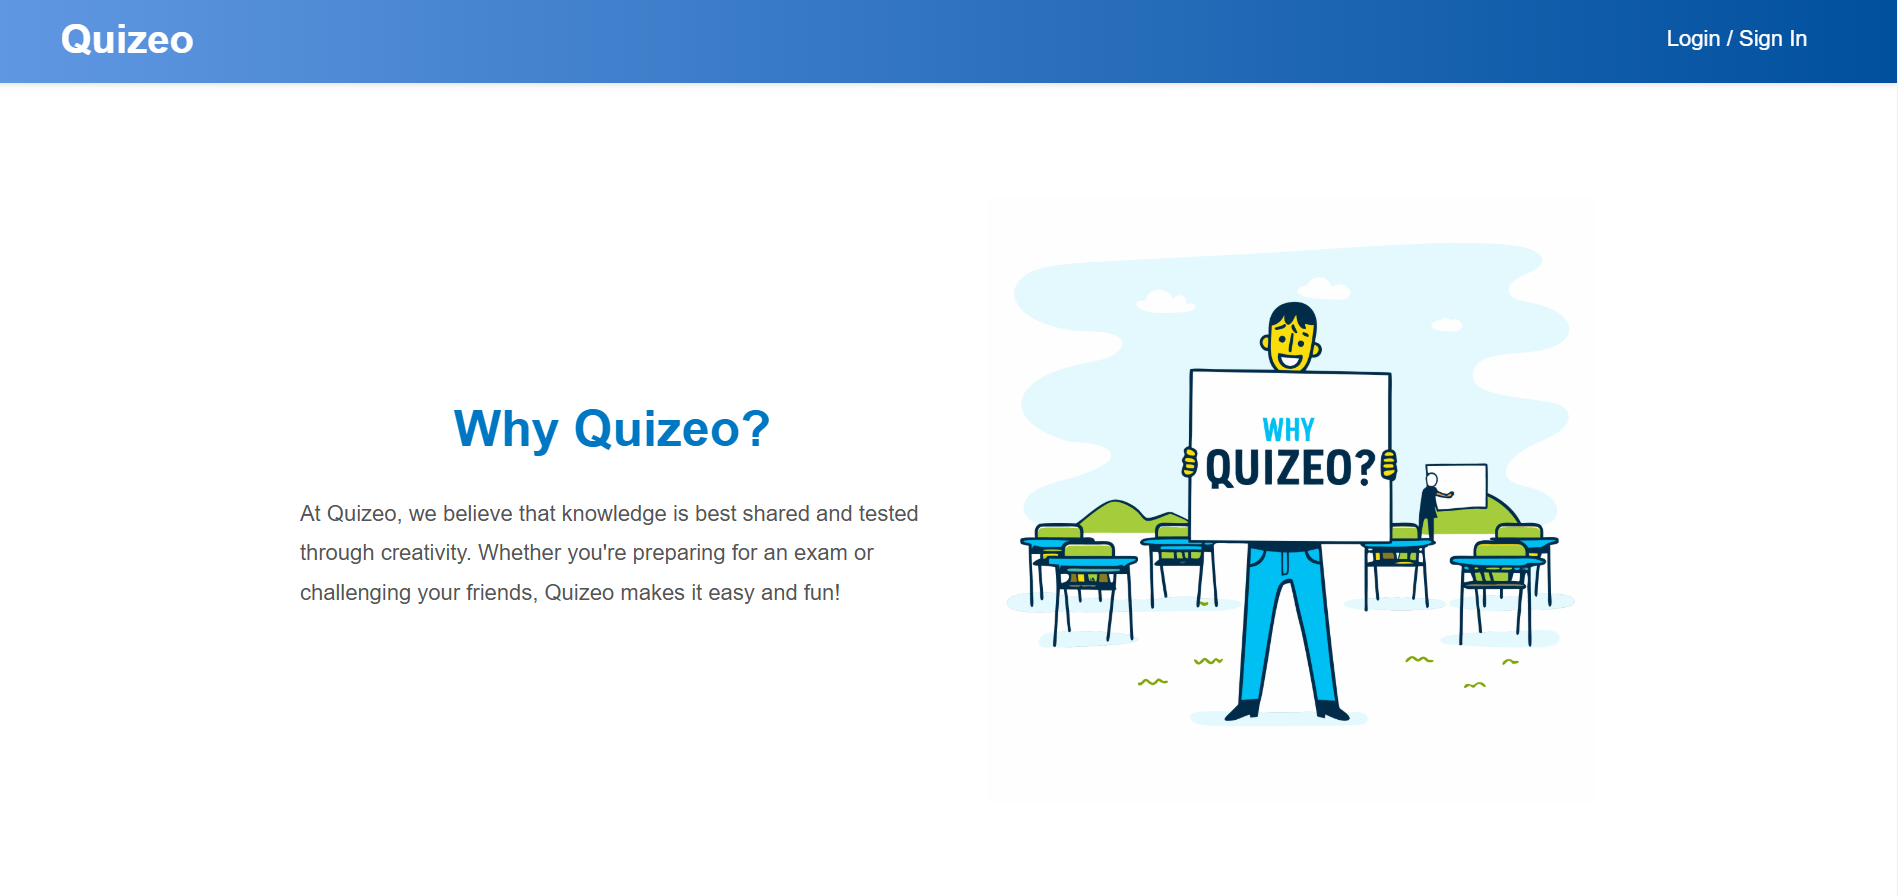 Quizeo
Login / Sign In
Why Quizeo?
At Quizeo, we believe that knowledge is best shared and tested
through creativity. Whether you're preparing for an exam or
challenging your friends, Quizeo makes it easy and fun!
WHY
QUIZEO?